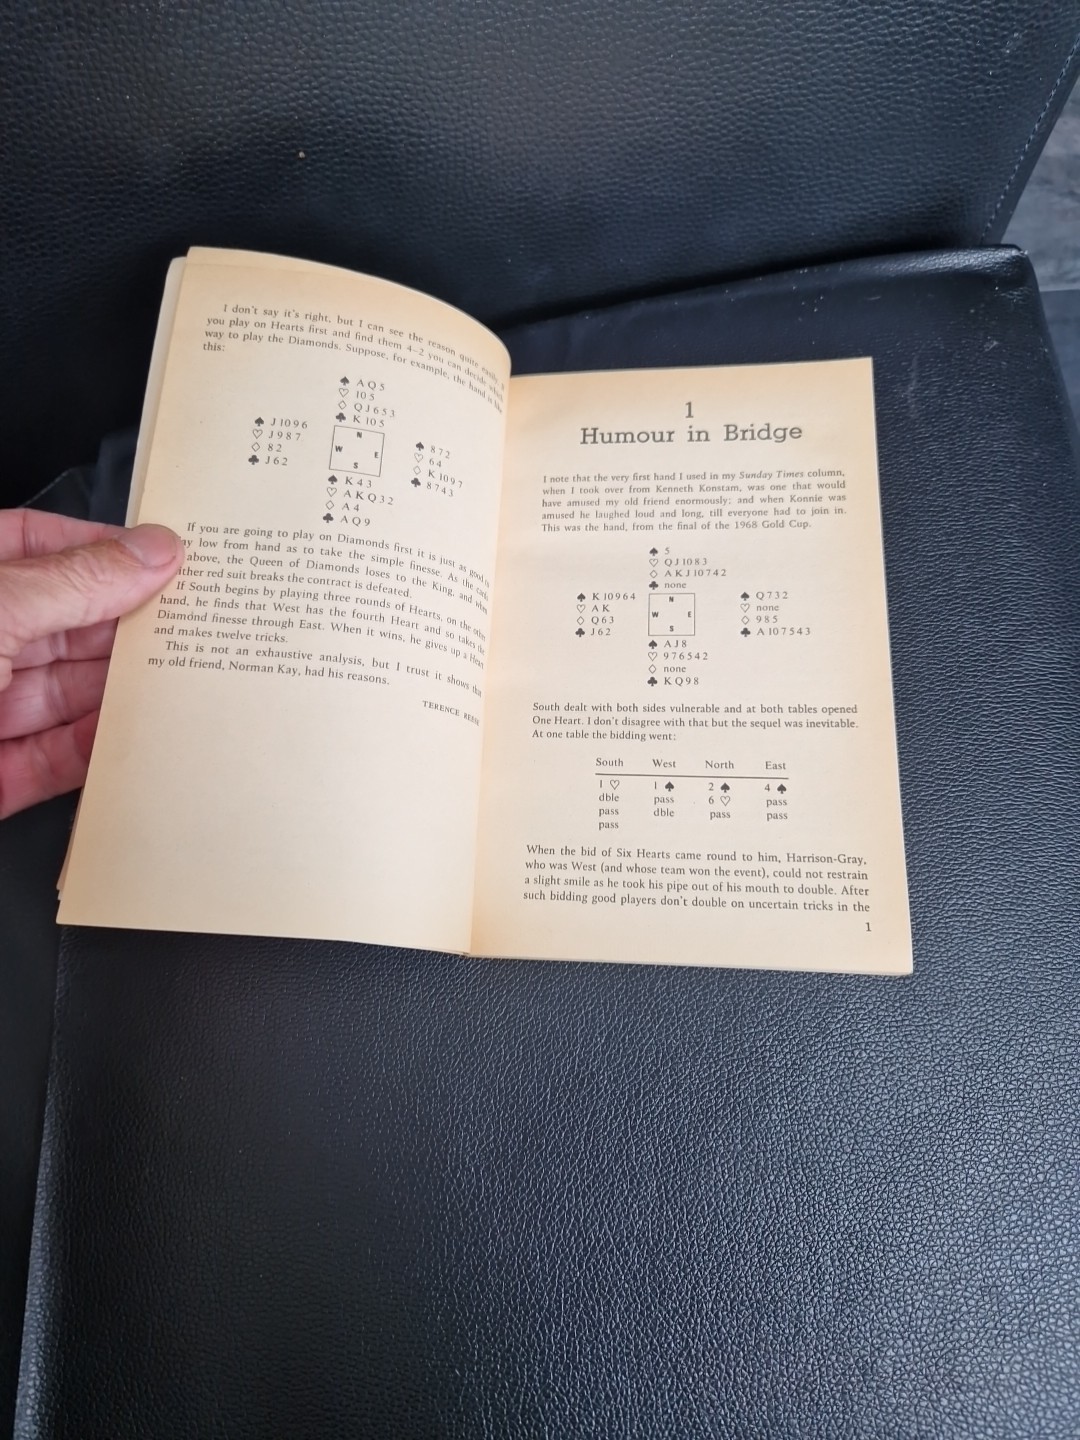 I don't say it's right, but I can see the reason quite
you play on Hearts first and find them 4-2 you can decide which
way to play the Diamonds. Suppose, for example, the hand is like
this:
♠ A Q 5
♡ 10 5
♢ Q J 6 5 3
♣ K 10 5
♠ J 10 9 6
♡ J 9 8 7
♢ 8 2
♣ J 6 2
N
W E
S
♠ 8 7 2
♡ 6 4
♢ K 10 9 7
♣ 8 7 4 3
♠ K 4 3
♡ A K Q 3 2
♢ A 4
♣ A Q 9
If you are going to play on Diamonds first it is just as good
ay low from hand as to take the simple finesse. As the cards
above, the Queen of Diamonds loses to the King, and when
ither red suit breaks the contract is defeated.
If South begins by playing three rounds of Hearts, on the other
hand, he finds that West has the fourth Heart and so takes the
Diamond finesse through East. When it wins, he gives up a Heart
and makes twelve tricks.
This is not an exhaustive analysis, but I trust it shows that
my old friend, Norman Kay, had his reasons.
TERENCE REESE
1
Humour in Bridge
I note that the very first hand I used in my Sunday Times column,
when I took over from Kenneth Konstam, was one that would
have amused my old friend enormously; and when Konnie was
amused he laughed loud and long, till everyone had to join in.
This was the hand, from the final of the 1968 Gold Cup.
♠ 5
♡ Q J 10 8 3
♢ A K J 10 7 4 2
♣ none
♠ K 10 9 6 4
♡ A K
♢ Q 6 3
♣ J 6 2
N
W E
S
♠ Q 7 3 2
♡ none
♢ 9 8 5
♣ A 10 7 5 4 3
♠ A J 8
♡ 9 7 6 5 4 2
♢ none
♣ K Q 9 8
South dealt with both sides vulnerable and at both tables opened
One Heart. I don't disagree with that but the sequel was inevitable.
At one table the bidding went:
South West North East
1 ♡ 1 ♠ 2 ♠ 4 ♠
dble pass 6 ♡ pass
pass dble pass pass
pass
When the bid of Six Hearts came round to him, Harrison-Gray,
who was West (and whose team won the event), could not restrain
a slight smile as he took his pipe out of his mouth to double. After
such bidding good players don't double on uncertain tricks in the
1